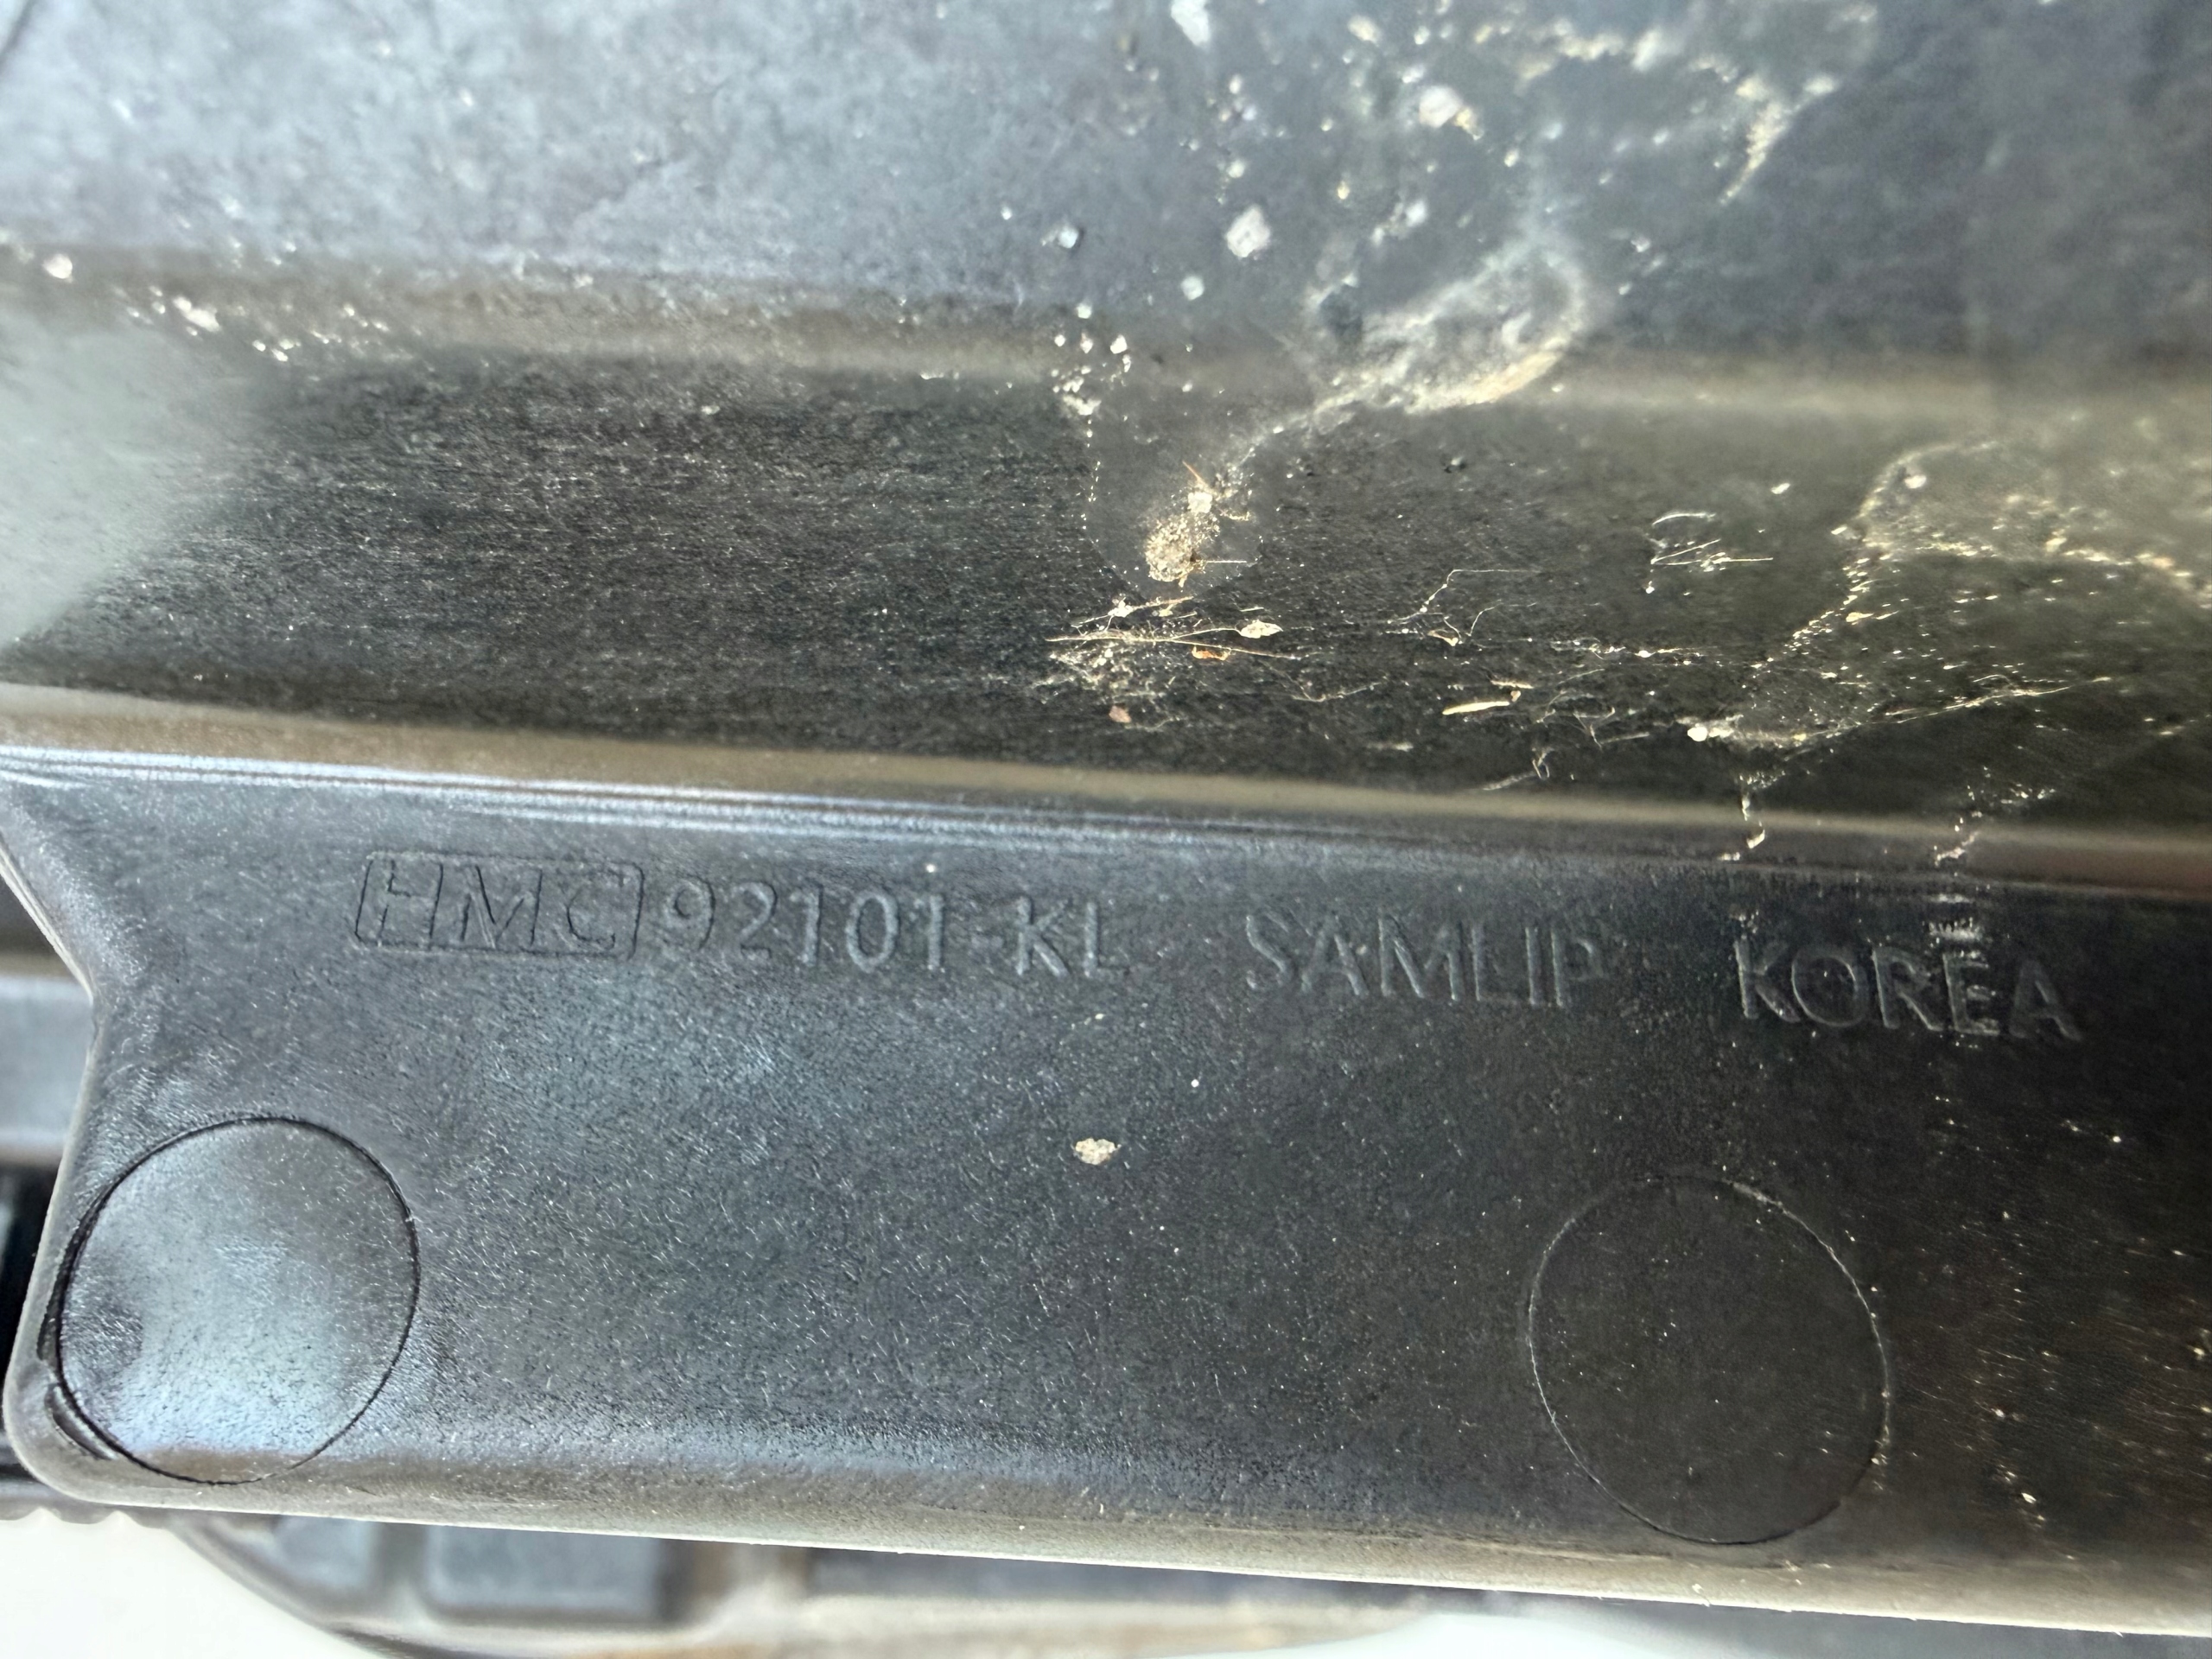 HMC 92101-KL SAMLIP KOREA